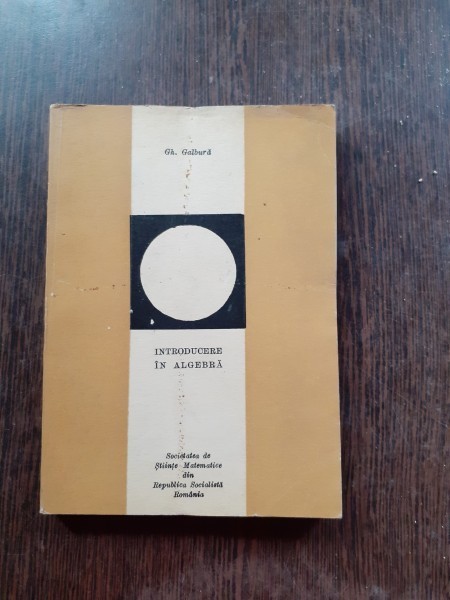 Gh. Galbură
INTRODUCERE
ÎN ALGEBRĂ
Societatea de
Științe Matematice
din
Republica Socialistă
România